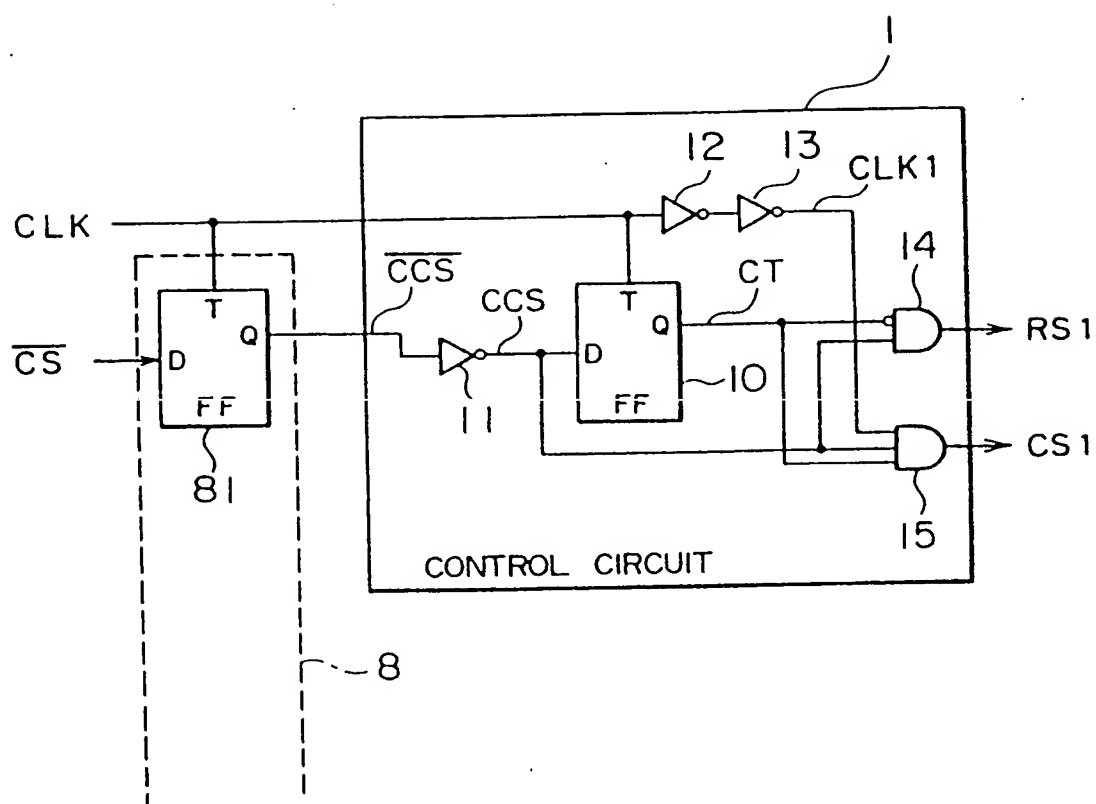 1
12
13
CLK1
CLK
14
T
CCS
CCS
CT
T
Q
Q
RS1
CS
D
D
10
FF
FF
11
CS1
81
15
CONTROL CIRCUIT
8